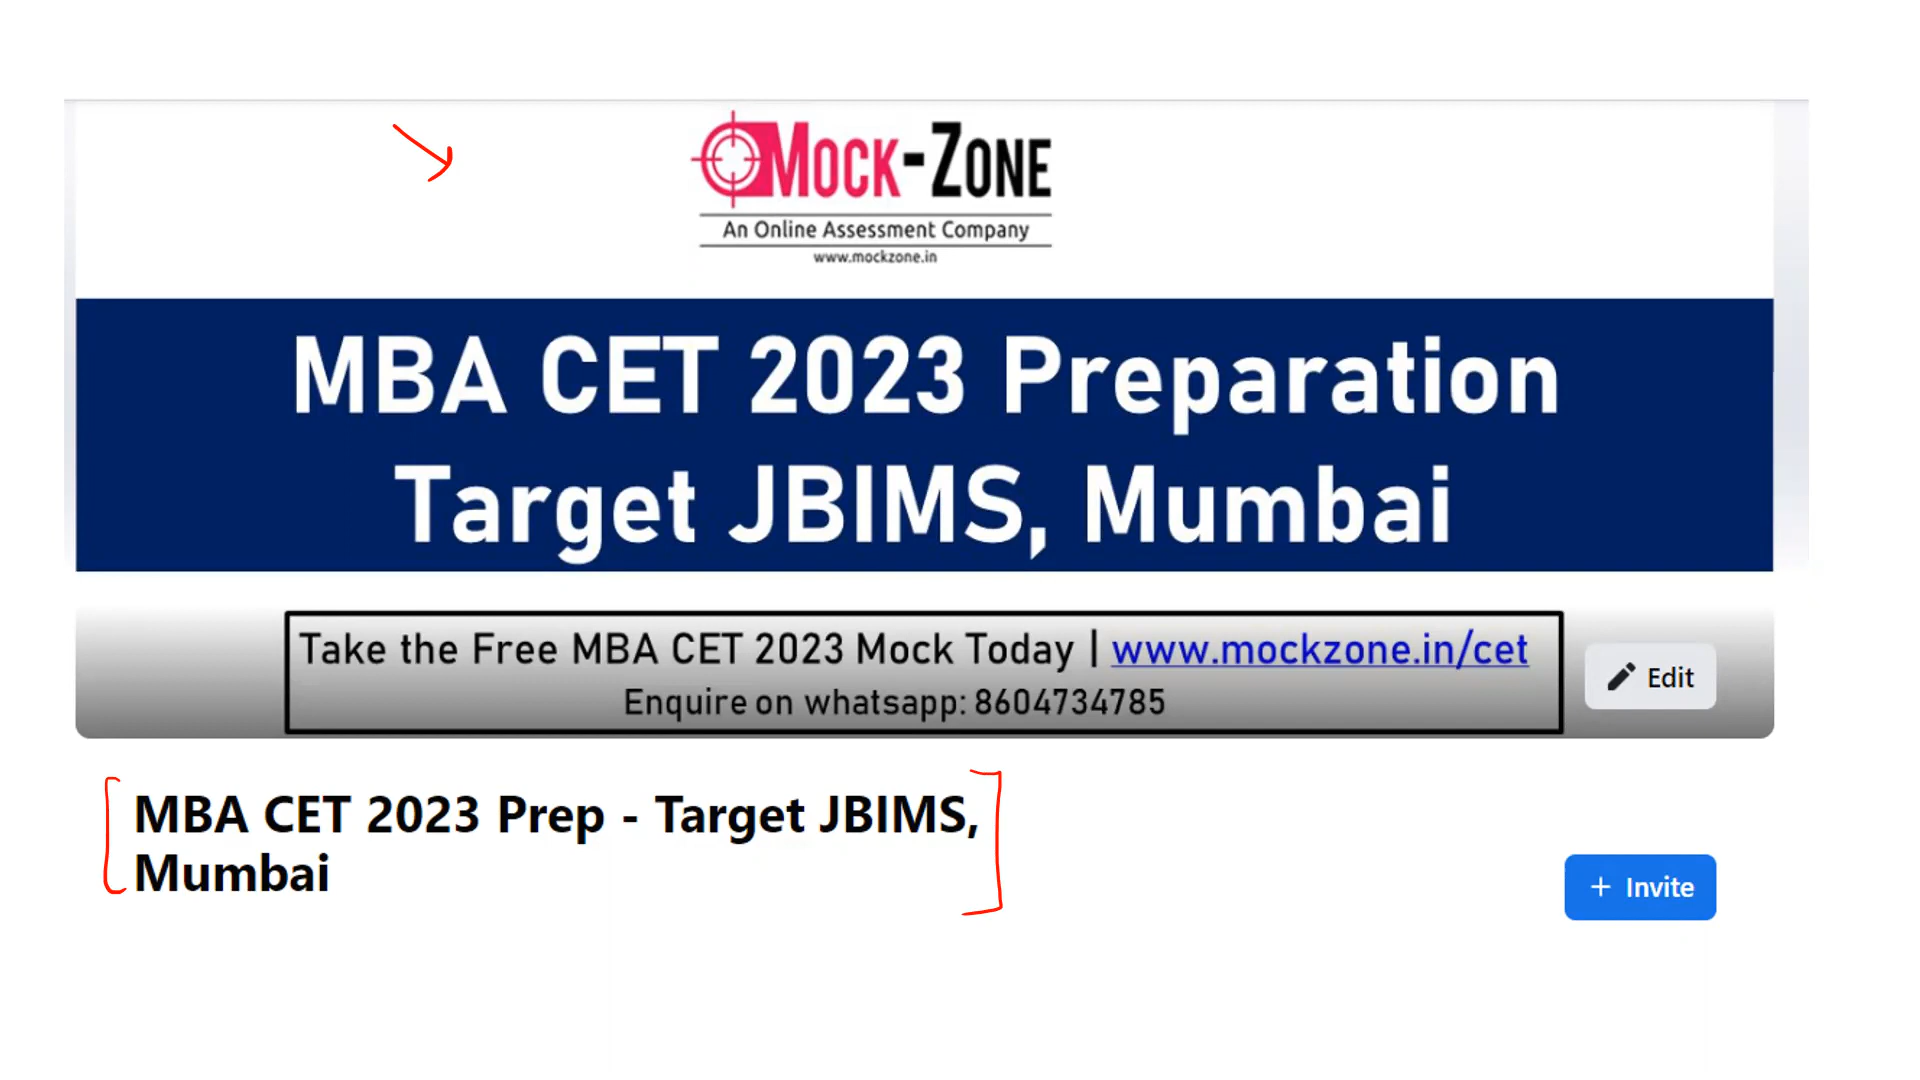 Mock-Zone
An Online Assessment Company
www.mockzone.in
MBA CET 2023 Preparation
Target JBIMS, Mumbai
Take the Free MBA CET 2023 Mock Today | www.mockzone.in/cet
Enquire on whatsapp: 8604734785
Edit
MBA CET 2023 Prep - Target JBIMS,
Mumbai
+ Invite